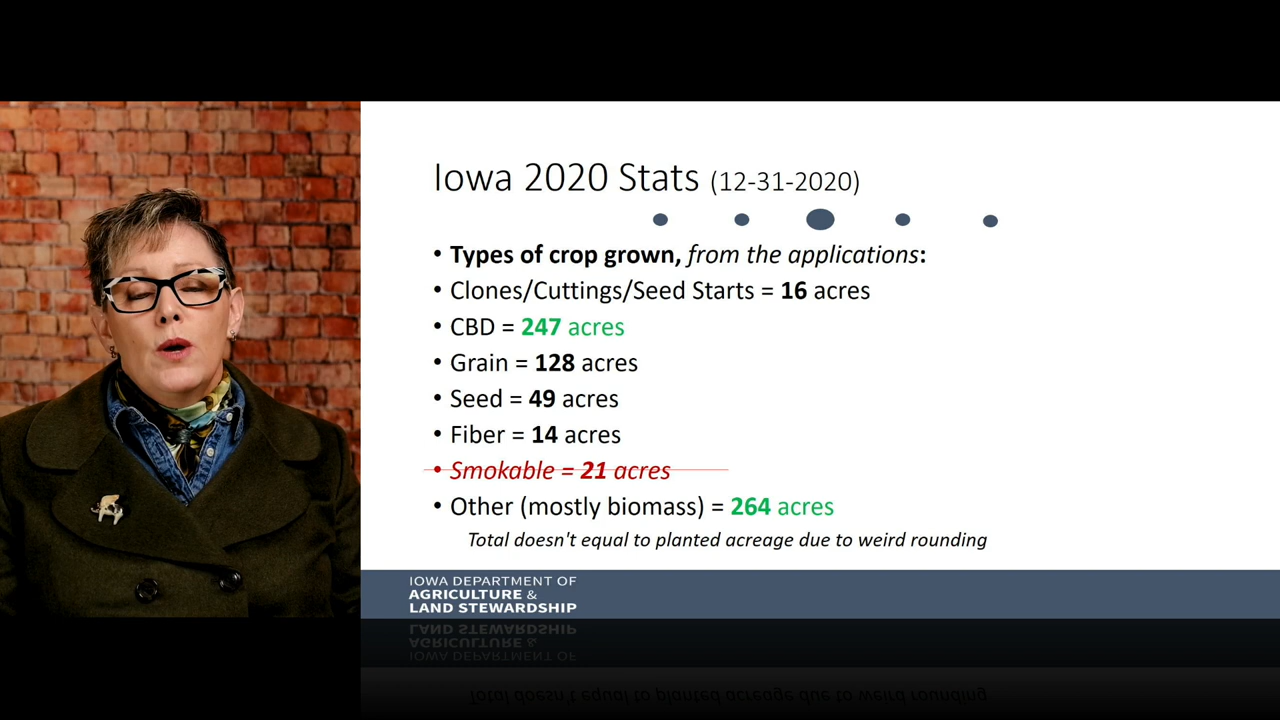 Iowa 2020 Stats (12-31-2020)
• Types of crop grown, from the applications:
• Clones/Cuttings/Seed Starts = 16 acres
• CBD = 247 acres
• Grain = 128 acres
• Seed = 49 acres
• Fiber = 14 acres
• Smokable = 21 acres
• Other (mostly biomass) = 264 acres
Total doesn't equal to planted acreage due to weird rounding
IOWA DEPARTMENT OF
AGRICULTURE &
LAND STEWARDSHIP